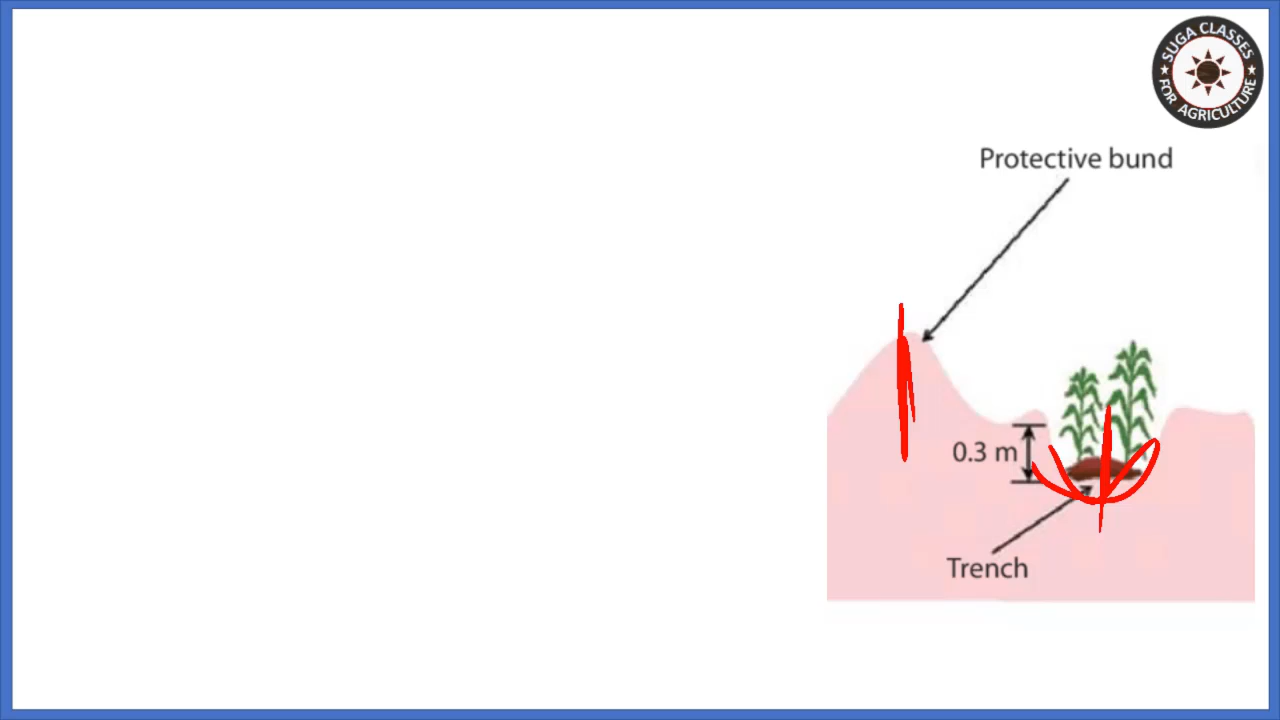 SUGA CLASSES
FOR AGRICULTURE
Protective bund
0.3 m
Trench